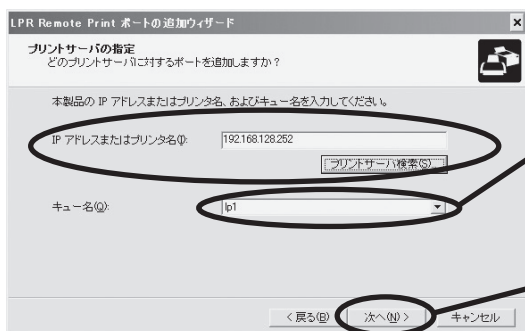 LPR Remote Print ポートの追加ウィザード
プリントサーバの指定
どのプリントサーバに対するポートを追加しますか？
本製品の IP アドレスまたはプリンタ名、およびキュー名を入力してください。
IP アドレスまたはプリンタ名(I):
192.168.128.252
プリントサーバ検索(S)...
キュー名(Q):
lp1
< 戻る(B)
次へ(N) >
キャンセル